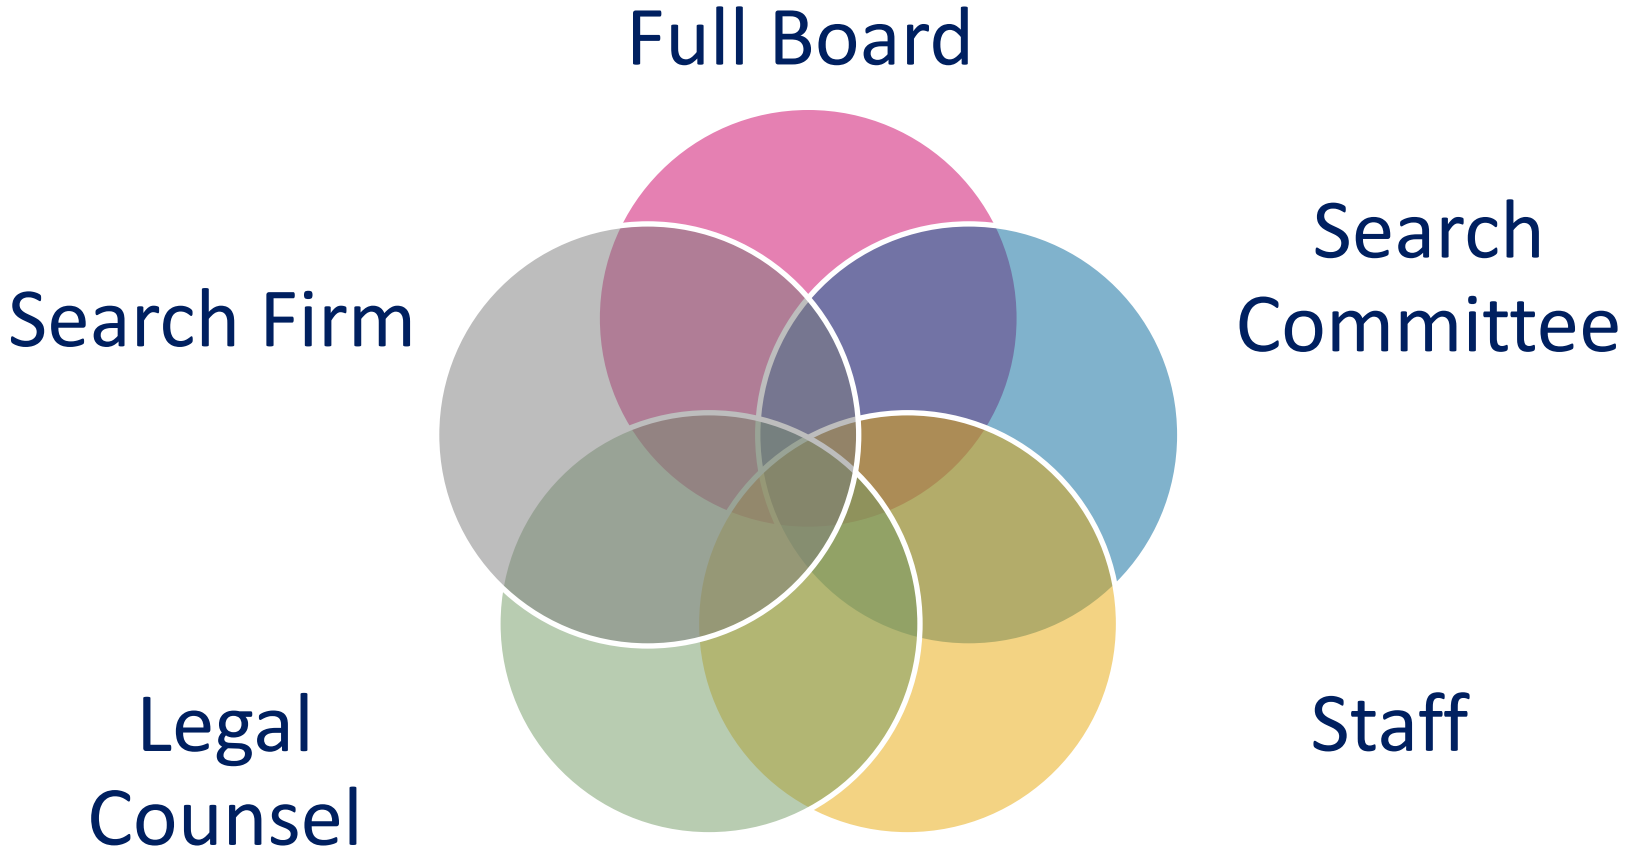 Full Board
Search
Committee
Search Firm
Legal
Counsel
Staff